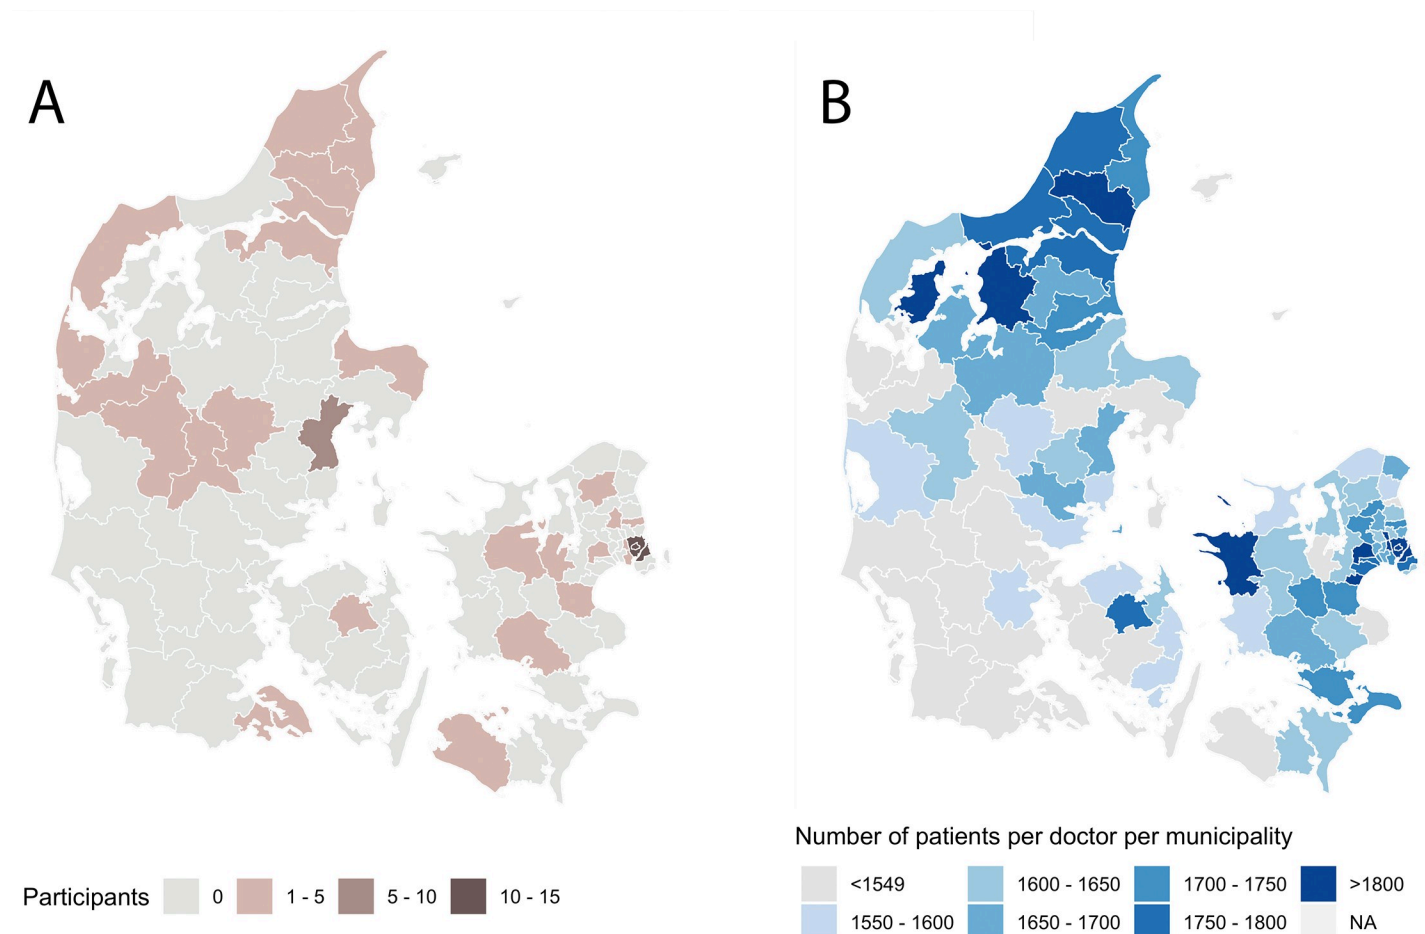 A
B
Participants 0 1 - 5 5 - 10 10 - 15
Number of patients per doctor per municipality
<1549 1600 - 1650 1700 - 1750 >1800
1550 - 1600 1650 - 1700 1750 - 1800 NA